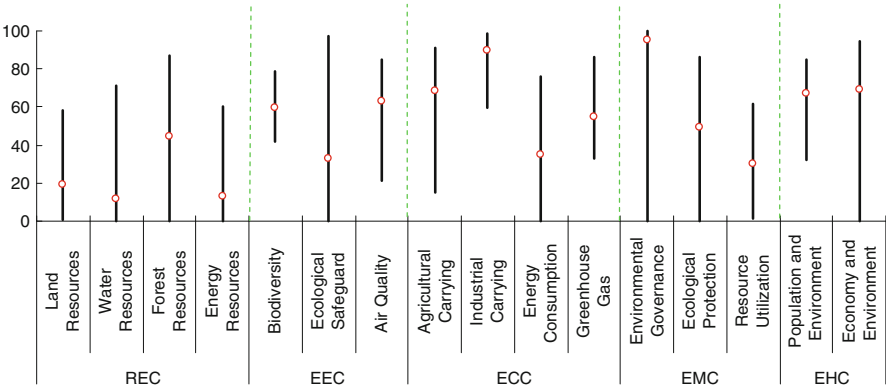 100
80
60
40
20
0
Land
Resources
Water
Resources
Forest
Resources
Energy
Resources
Biodiversity
Ecological
Safeguard
Air Quality
Agricultural
Carrying
Industrial
Carrying
Energy
Consumption
Greenhouse
Gas
Environmental
Governance
Ecological
Protection
Resource
Utilization
Population and
Environment
Economy and
Environment
REC
EEC
ECC
EMC
EHC